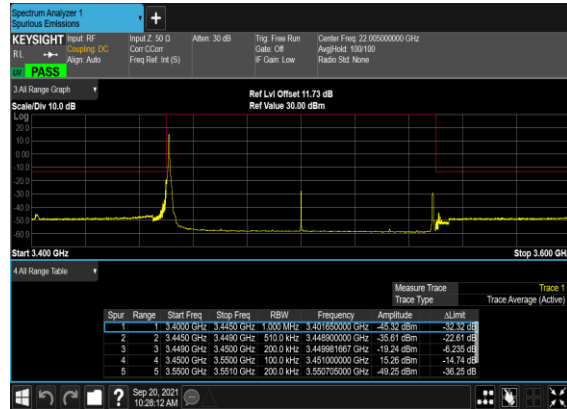 Spectrum Analyzer 1
Spurious Emissions
+
KEYSIGHT Input: RF Input Z: 50 Ω Atten: 30 dB Trig: Free Run Center Freq: 22.005000000 GHz
RL Coupling: DC Corr CCorr Gate: Off Avg|Hold: 100/100
Align: Auto Freq Ref: Int (S) IF Gain: Low Radio Std: None
PASS
3 All Range Graph
Ref Lvl Offset 11.73 dB
Scale/Div 10.0 dB Ref Value 30.00 dBm
Log
20.0
10.0
0.00
-10.0
-20.0
-30.0
-40.0
-50.0
-60.0
Start 3.400 GHz Stop 3.600 GHz
4 All Range Table
Measure Trace Trace 1
Trace Type Trace Average (Active)
Spur Range Start Freq Stop Freq RBW Frequency Amplitude ΔLimit
1 1 3.4000 GHz 3.4450 GHz 1.000 MHz 3.401650000 GHz -45.32 dBm -32.32 dB
2 2 3.4450 GHz 3.4490 GHz 510.0 kHz 3.448900000 GHz -35.61 dBm -22.61 dB
3 3 3.4490 GHz 3.4500 GHz 200.0 kHz 3.449981667 GHz -19.24 dBm -6.235 dB
4 4 3.4500 GHz 3.5500 GHz 100.0 kHz 3.451000000 GHz 15.26 dBm -14.74 dB
5 5 3.5500 GHz 3.5510 GHz 200.0 kHz 3.550705000 GHz -49.25 dBm -36.25 dB
? Sep 20, 2021
10:28:12 AM